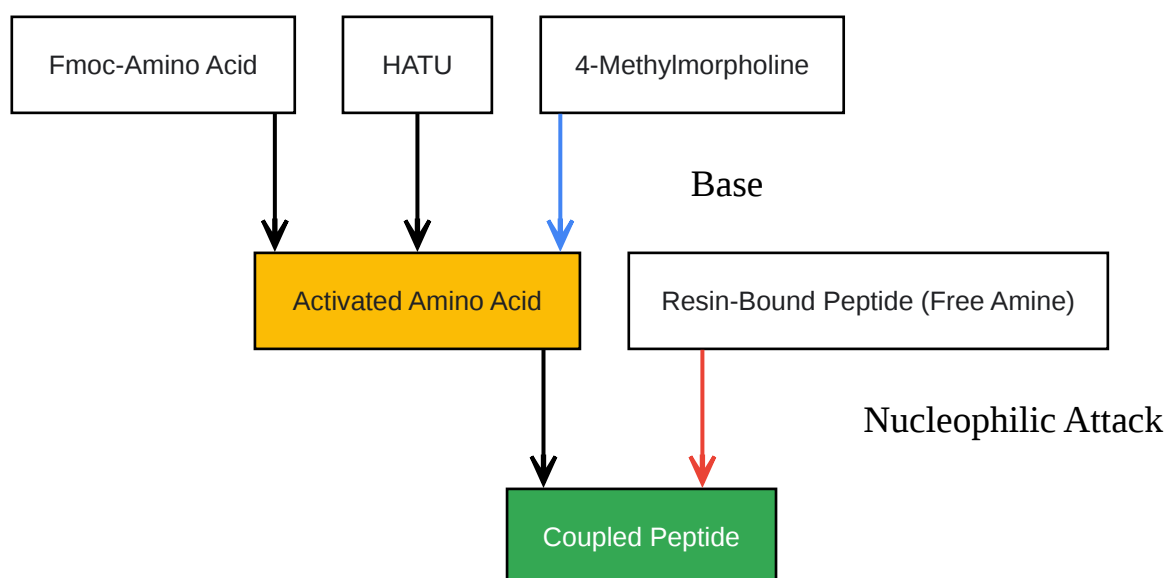 Fmoc-Amino Acid
HATU
4-Methylmorpholine
Base
Activated Amino Acid
Resin-Bound Peptide (Free Amine)
Nucleophilic Attack
Coupled Peptide